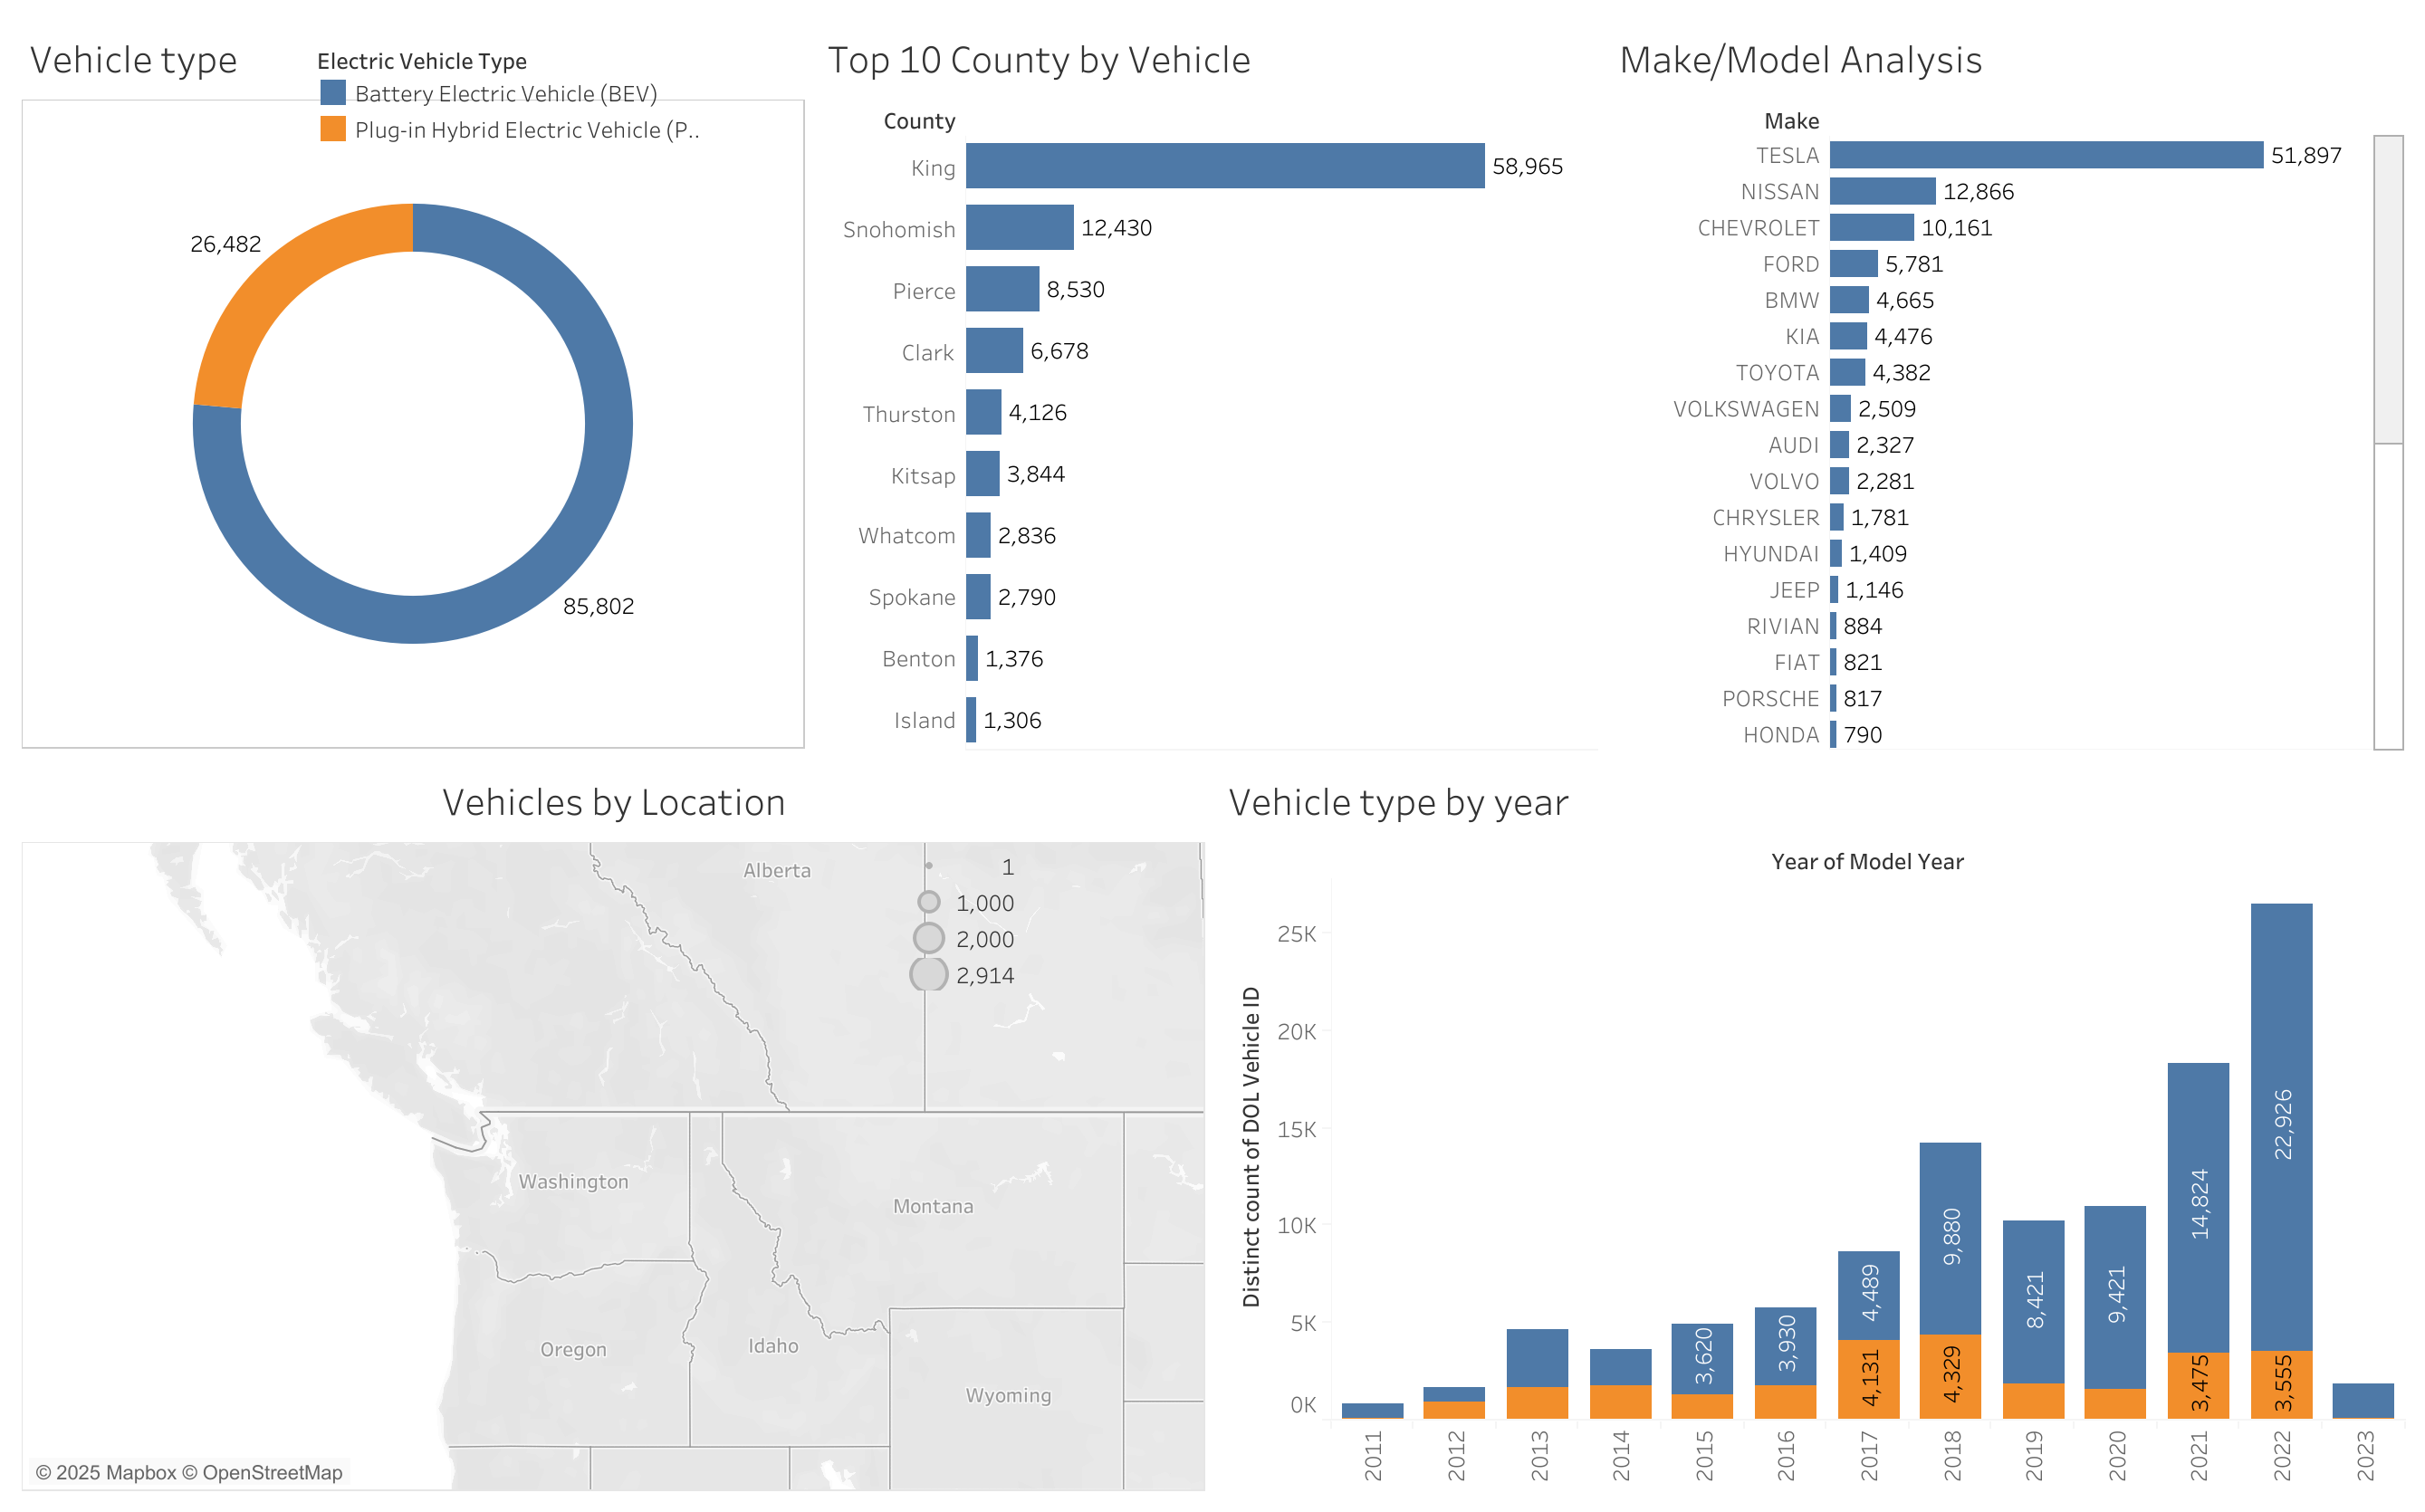 Vehicle type
Electric Vehicle Type
Battery Electric Vehicle (BEV)
Plug-in Hybrid Electric Vehicle (P..
26,482
85,802
Top 10 County by Vehicle
County
King 58,965
Snohomish 12,430
Pierce 8,530
Clark 6,678
Thurston 4,126
Kitsap 3,844
Whatcom 2,836
Spokane 2,790
Benton 1,376
Island 1,306
Make/Model Analysis
Make
TESLA 51,897
NISSAN 12,866
CHEVROLET 10,161
FORD 5,781
BMW 4,665
KIA 4,476
TOYOTA 4,382
VOLKSWAGEN 2,509
AUDI 2,327
VOLVO 2,281
CHRYSLER 1,781
HYUNDAI 1,409
JEEP 1,146
RIVIAN 884
FIAT 821
PORSCHE 817
HONDA 790
Vehicles by Location
Alberta
1
1,000
2,000
2,914
Washington
Montana
Oregon
Idaho
Wyoming
© 2025 Mapbox © OpenStreetMap
Vehicle type by year
Year of Model Year
Distinct count of DOL Vehicle ID
25K
20K
15K
10K
5K
0K
3,620
3,930
4,489
4,131
9,880
4,329
8,421
9,421
14,824
3,475
22,926
3,555
2011 2012 2013 2014 2015 2016 2017 2018 2019 2020 2021 2022 2023